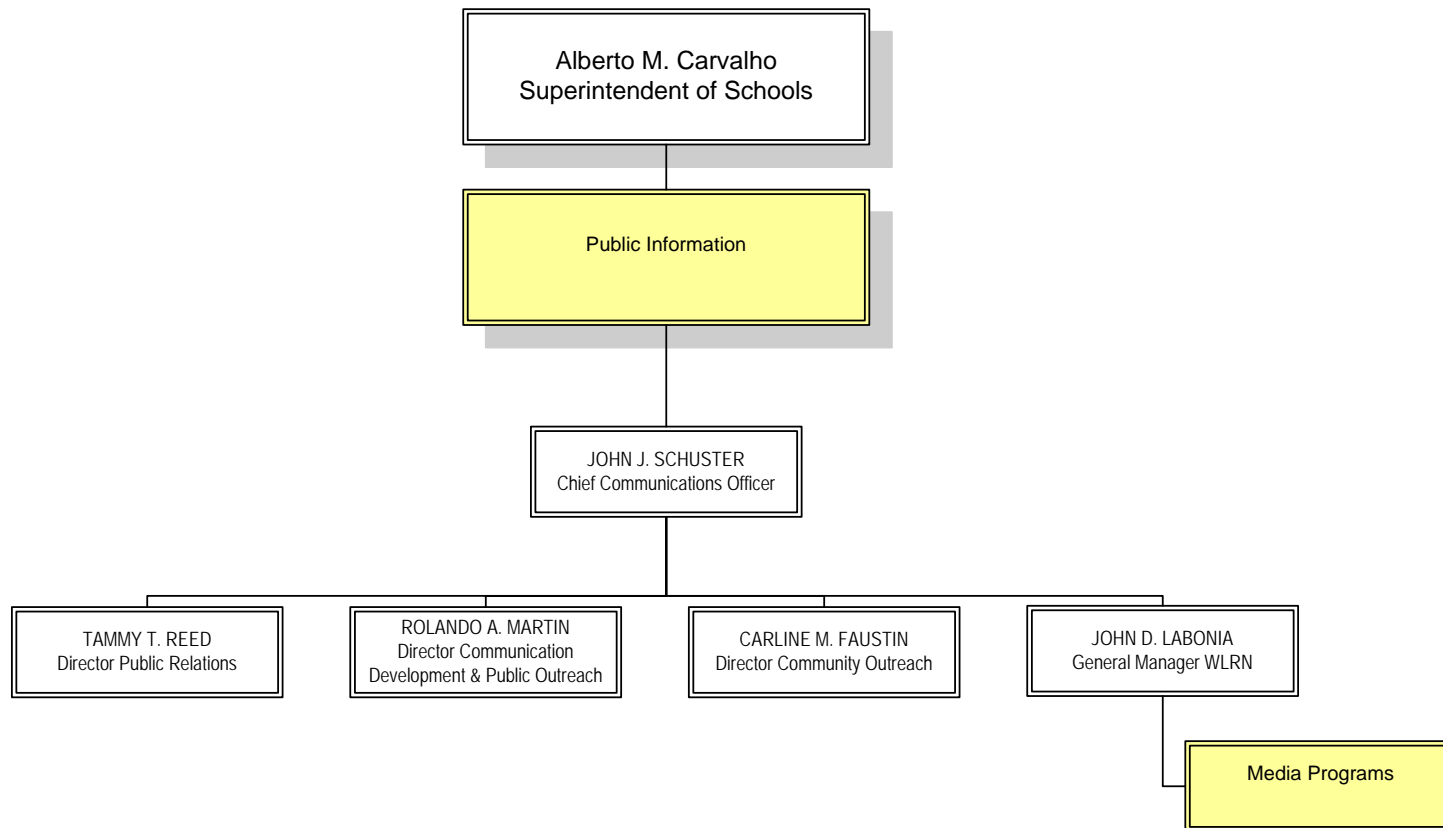 Alberto M. Carvalho
Superintendent of Schools
Public Information
JOHN J. SCHUSTER
Chief Communications Officer
TAMMY T. REED
Director Public Relations
ROLANDO A. MARTIN
Director Communication
Development & Public Outreach
CARLINE M. FAUSTIN
Director Community Outreach
JOHN D. LABONIA
General Manager WLRN
Media Programs